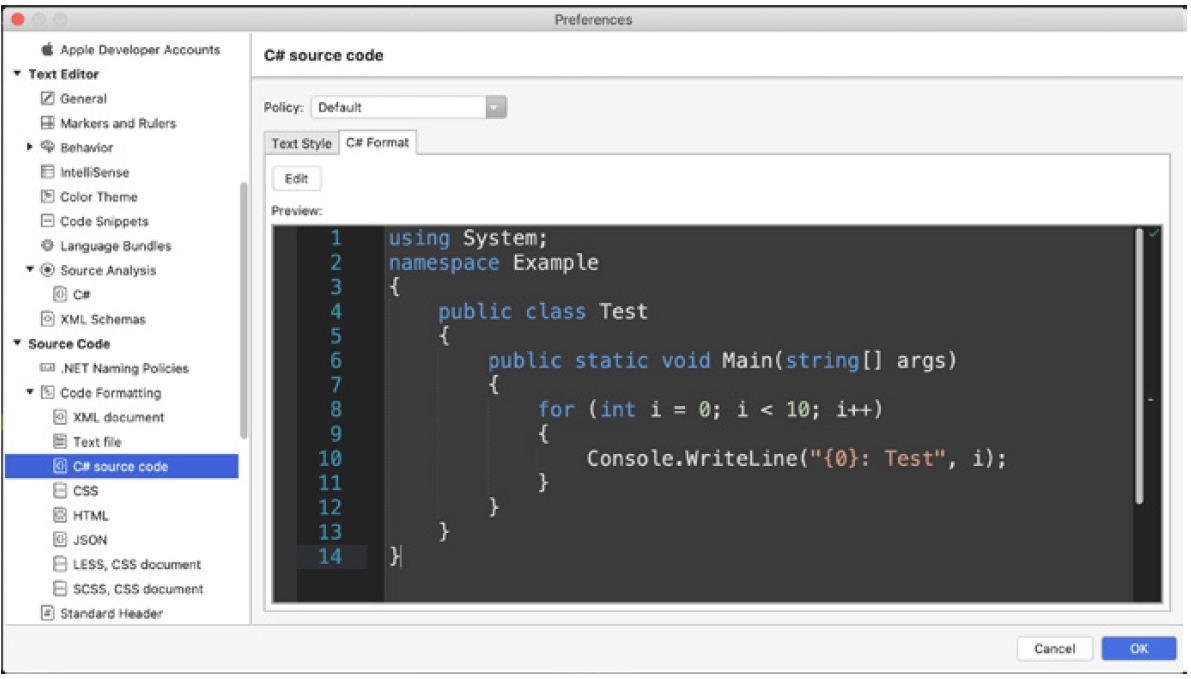 Preferences
Apple Developer Accounts
Text Editor
General
Markers and Rulers
Behavior
IntelliSense
Color Theme
Code Snippets
Language Bundles
Source Analysis
C#
XML Schemas
Source Code
.NET Naming Policies
Code Formatting
XML document
Text file
C# source code
CSS
HTML
JSON
LESS, CSS document
SCSS, CSS document
Standard Header
C# source code
Policy: Default
Text Style C# Format
Edit
Preview:
1 using System;
2 namespace Example
3 {
4 public class Test
5 {
6 public static void Main(string[] args)
7 {
8 for (int i = 0; i < 10; i++)
9 {
10 Console.WriteLine("{0}: Test", i);
11 }
12 }
13 }
14 }
Cancel OK